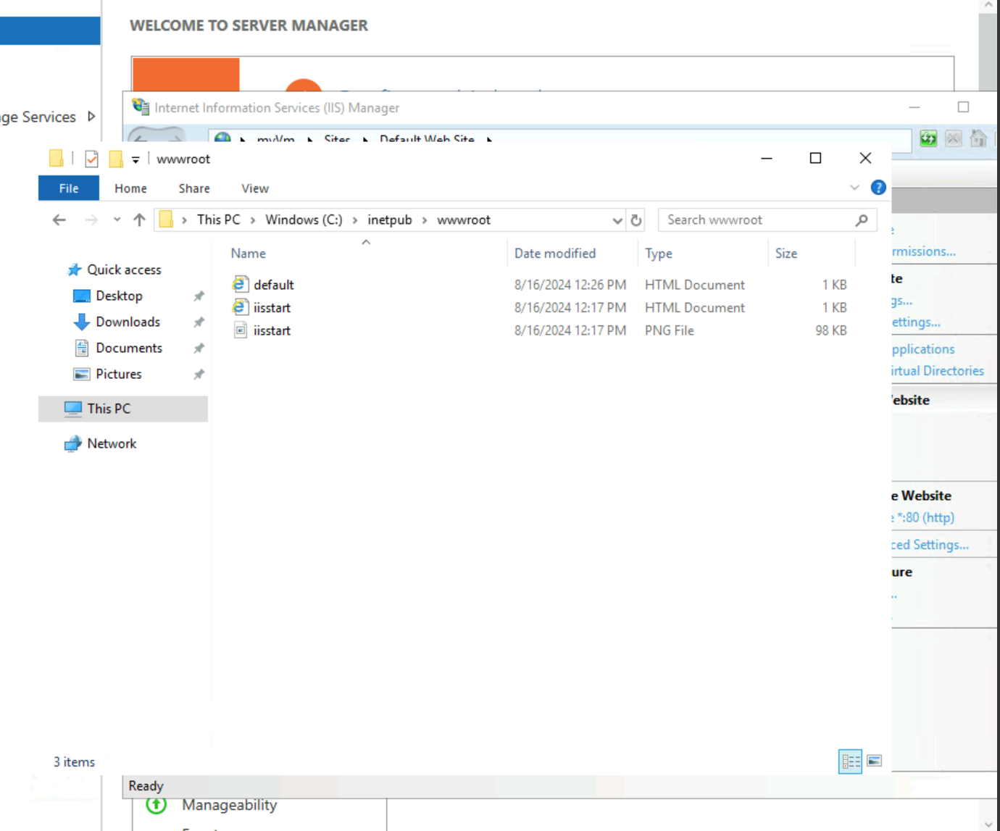 WELCOME TO SERVER MANAGER
ge Services
Internet Information Services (IIS) Manager
myVm Sites Default Web Site
wwwroot
File Home Share View
This PC Windows (C:) inetpub wwwroot
Search wwwroot
Name Date modified Type Size
default 8/16/2024 12:26 PM HTML Document 1 KB
iisstart 8/16/2024 12:17 PM HTML Document 1 KB
iisstart 8/16/2024 12:17 PM PNG File 98 KB
Quick access
Desktop
Downloads
Documents
Pictures
This PC
Network
rmissions...
te
gs...
ettings...
pplications
irtual Directories
ebsite
e Website
e *:80 (http)
ced Settings...
ure
3 items
Ready
Manageability